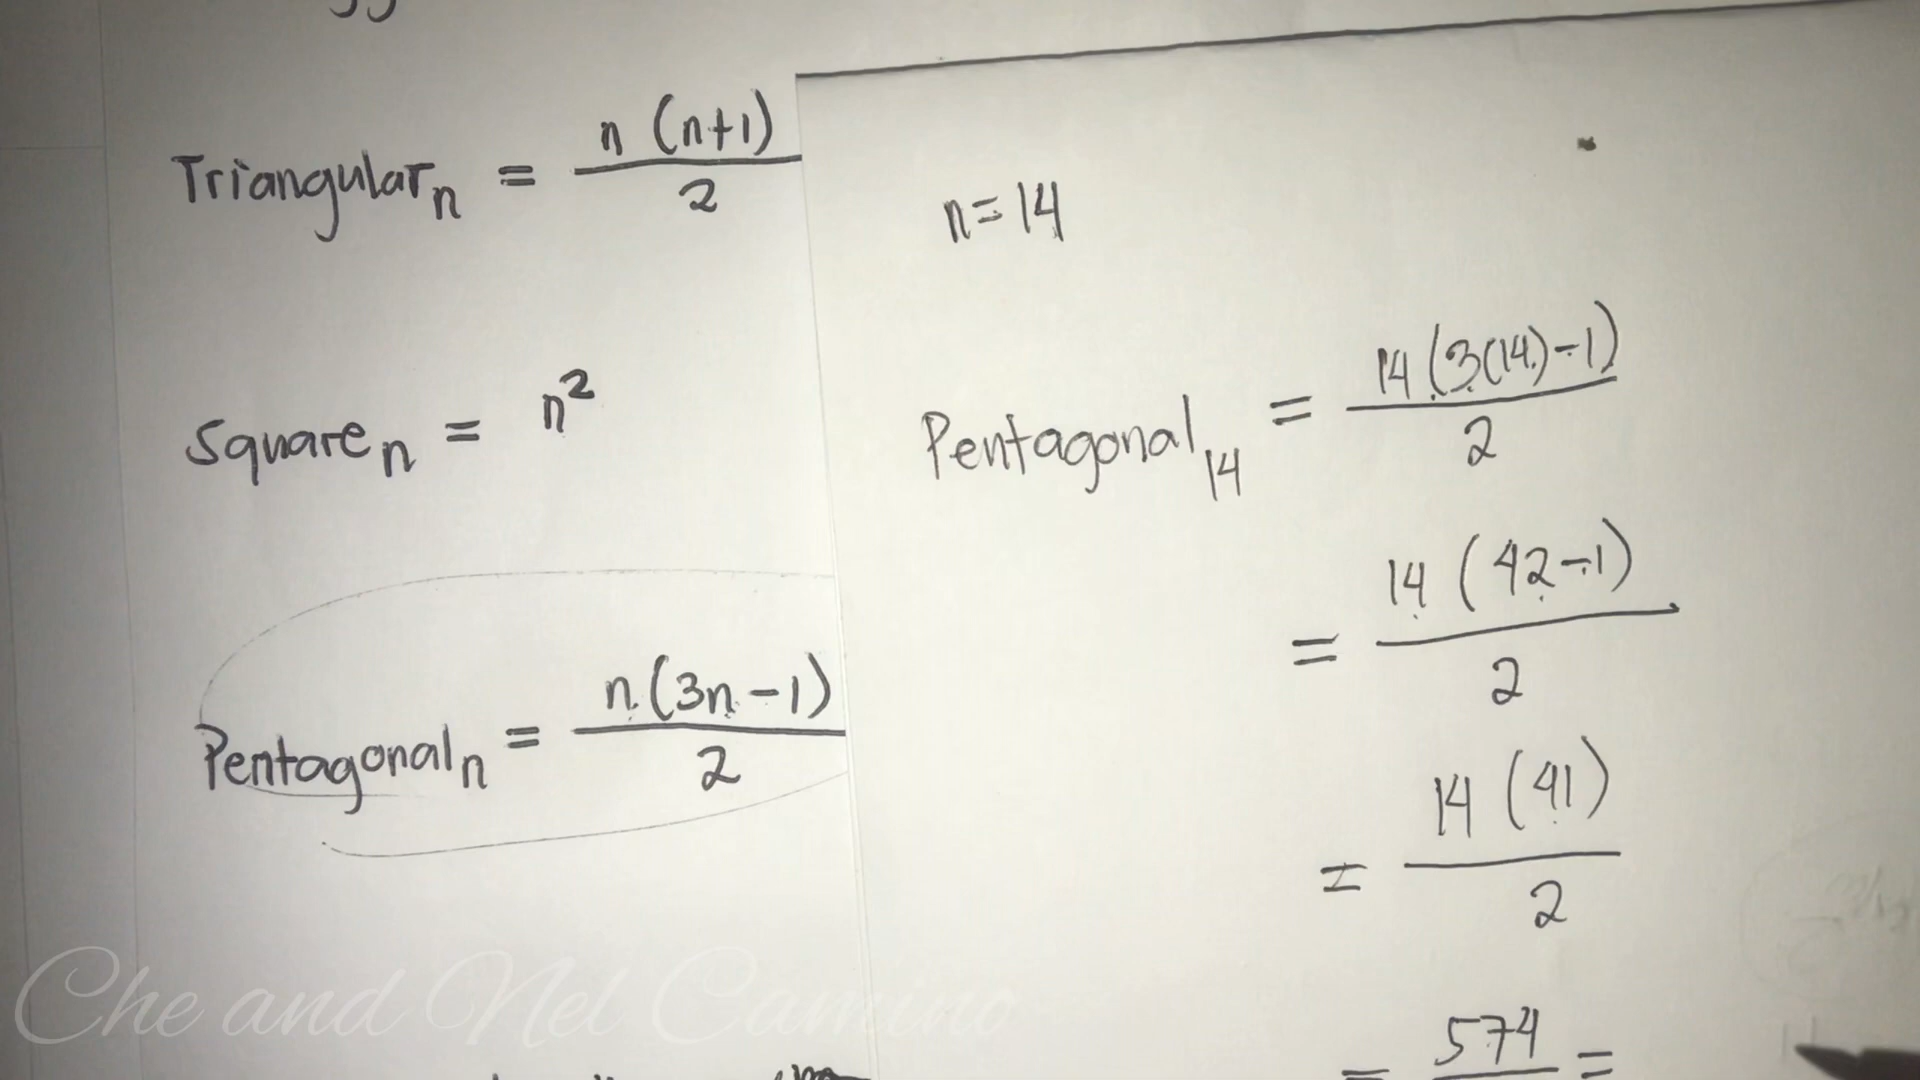 Triangular_n = n (n+1) / 2
Square_n = n²
Pentagonal_n = n (3n - 1) / 2
n = 14
Pentagonal_14 = 14 (3(14) - 1) / 2
= 14 (42 - 1) / 2
= 14 (41) / 2
= 574 =
Che and Nel Camino